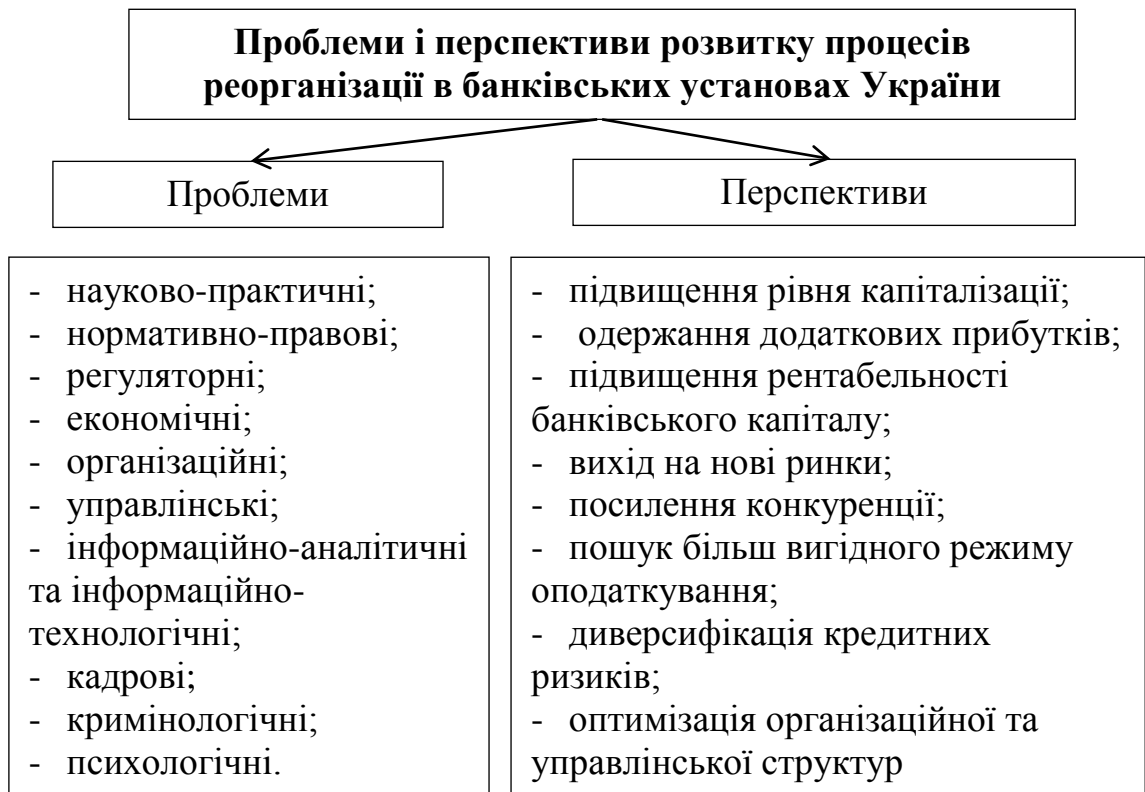 Проблеми і перспективи розвитку процесів
реорганізації в банківських установах України
Проблеми
Перспективи
- науково-практичні;
- нормативно-правові;
- регуляторні;
- економічні;
- організаційні;
- управлінські;
- інформаційно-аналітичні
та інформаційно-
технологічні;
- кадрові;
- кримінологічні;
- психологічні.
- підвищення рівня капіталізації;
- одержання додаткових прибутків;
- підвищення рентабельності
банківського капіталу;
- вихід на нові ринки;
- посилення конкуренції;
- пошук більш вигідного режиму
оподаткування;
- диверсифікація кредитних
ризиків;
- оптимізація організаційної та
управлінської структур